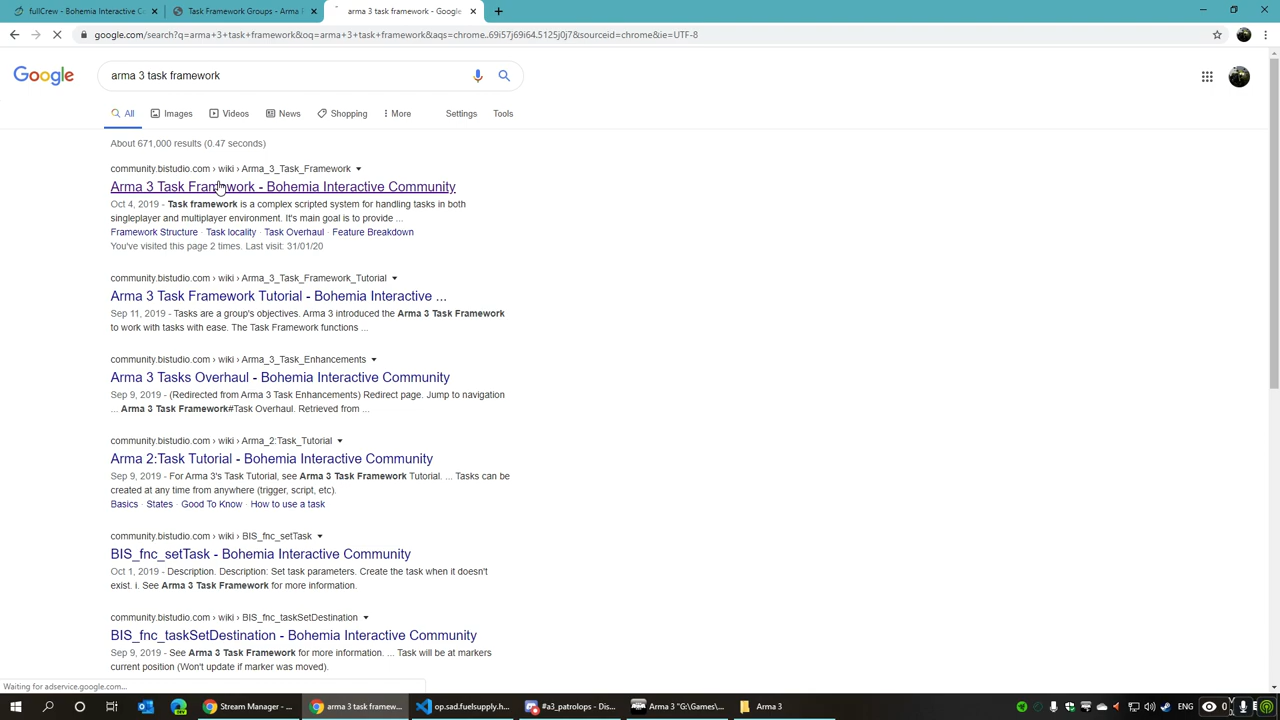 fullCrew - Bohemia Interactive C
Task Framework Groups - Arma 3
arma 3 task framework - Google
google.com/search?q=arma+3+task+framework&oq=arma+3+task+framework&aqs=chrome..69i57j69i64.5125j0j7&sourceid=chrome&ie=UTF-8
Google
arma 3 task framework
All Images Videos News Shopping More Settings Tools
About 671,000 results (0.47 seconds)
community.bistudio.com › wiki › Arma_3_Task_Framework
Arma 3 Task Framework - Bohemia Interactive Community
Oct 4, 2019 - Task framework is a complex scripted system for handling tasks in both
singleplayer and multiplayer environment. It's main goal is to provide ...
Framework Structure · Task locality · Task Overhaul · Feature Breakdown
You've visited this page 2 times. Last visit: 31/01/20
community.bistudio.com › wiki › Arma_3_Task_Framework_Tutorial
Arma 3 Task Framework Tutorial - Bohemia Interactive ...
Sep 11, 2019 - Tasks are a group's objectives. Arma 3 introduced the Arma 3 Task Framework
to work with tasks with ease. The Task Framework functions ...
community.bistudio.com › wiki › Arma_3_Task_Enhancements
Arma 3 Tasks Overhaul - Bohemia Interactive Community
Sep 9, 2019 - (Redirected from Arma 3 Task Enhancements) Redirect page. Jump to navigation
... Arma 3 Task Framework#Task Overhaul. Retrieved from ...
community.bistudio.com › wiki › Arma_2:Task_Tutorial
Arma 2:Task Tutorial - Bohemia Interactive Community
Sep 9, 2019 - For Arma 3's Task Tutorial, see Arma 3 Task Framework Tutorial. ... Tasks can be
created at any time from anywhere (trigger, script, etc).
Basics · States · Good To Know · How to use a task
community.bistudio.com › wiki › BIS_fnc_setTask
BIS_fnc_setTask - Bohemia Interactive Community
Oct 1, 2019 - Description. Description: Set task parameters. Create the task when it doesn't
exist. i. See Arma 3 Task Framework for more information.
community.bistudio.com › wiki › BIS_fnc_taskSetDestination
BIS_fnc_taskSetDestination - Bohemia Interactive Community
Sep 9, 2019 - See Arma 3 Task Framework for more information. ... Task will be at markers
current position (Won't update if marker was moved).
Waiting for adservice.google.com...
Stream Manager - ... arma 3 task framew... op.sad.fuelsupply.h... #a3_patrolops - Dis... Arma 3 "G:\Games\... Arma 3 ENG 0